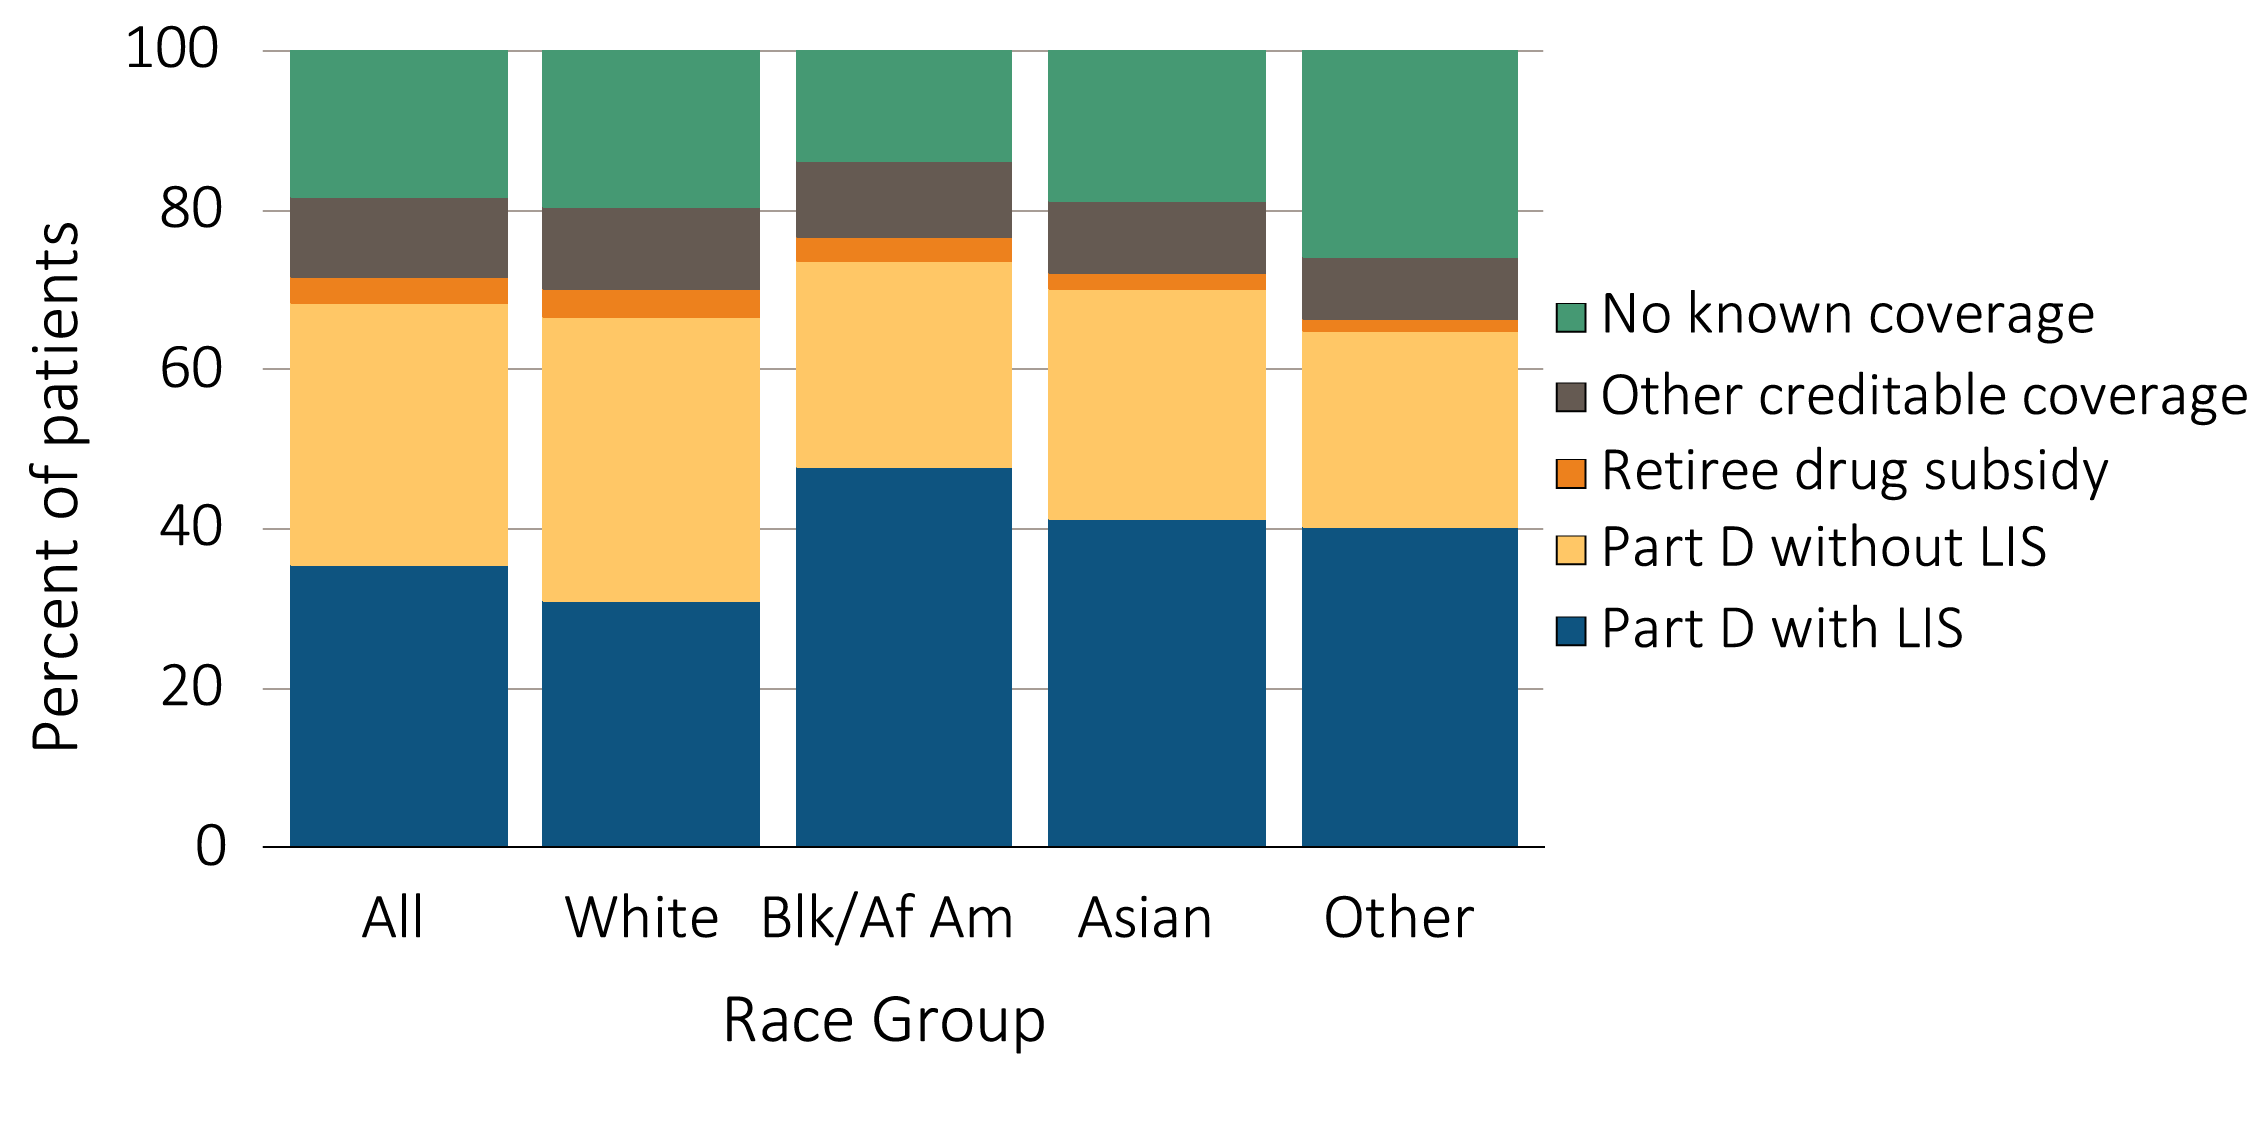 Percent of patients
100
80
60
40
20
0
All White Blk/Af Am Asian Other
Race Group
No known coverage
Other creditable coverage
Retiree drug subsidy
Part D without LIS
Part D with LIS